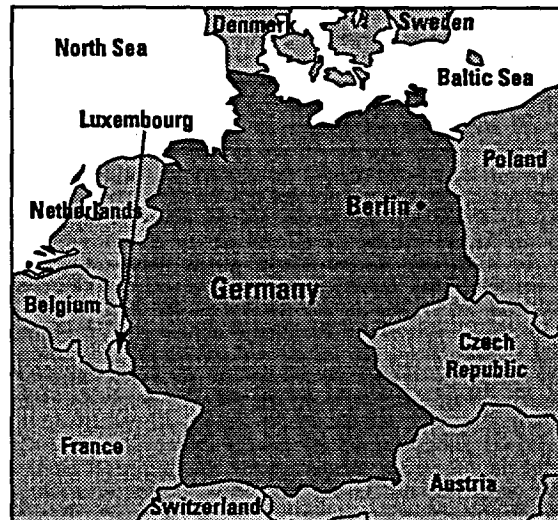 Denmark
Sweden
North Sea
Baltic Sea
Luxembourg
Poland
Netherlands
Berlin
Germany
Belgium
Czech
Republic
France
Austria
Switzerland